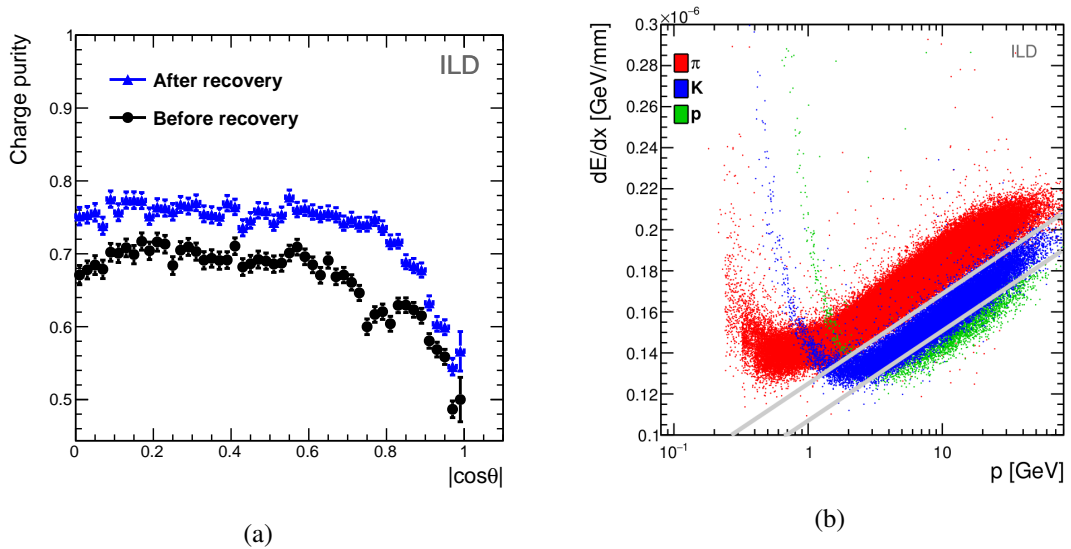 Charge purity
1
0.9
0.8
0.7
0.6
0.5
ILD
After recovery
Before recovery
0 0.2 0.4 0.6 0.8 1
|cosθ|
(a)
×10⁻⁶
dE/dx [GeV/mm]
0.3
0.28
0.26
0.24
0.22
0.2
0.18
0.16
0.14
0.12
0.1
ILD
π
K
p
10⁻¹ 1 10
p [GeV]
(b)